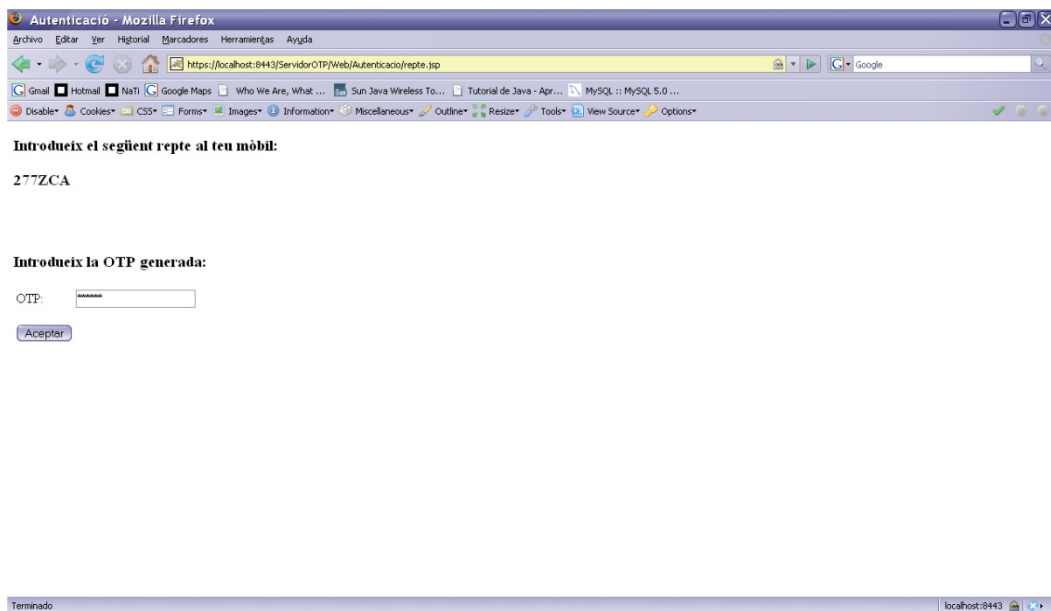 Autenticació - Mozilla Firefox
Archivo Editar Ver Historial Marcadores Herramientas Ayuda
https://localhost:8443/ServidorOTP/Web/Autenticacio/repte.jsp
Google
Gmail Hotmail NaTi Google Maps Who We Are, What ... Sun Java Wireless To... Tutorial de Java - Apr... MySQL :: MySQL 5.0 ...
Disable Cookies CSS Forms Images Information Miscellaneous Outline Resize Tools View Source Options
Introdueix el següent repte al teu mòbil:
277ZCA
Introdueix la OTP generada:
OTP: ******
Aceptar
Terminado
localhost:8443